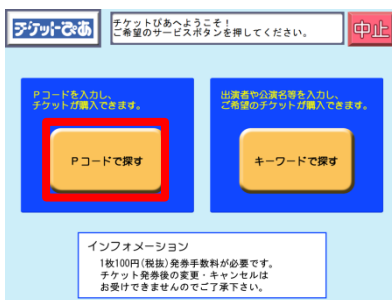 チケットぴあ
チケットぴあへようこそ！
ご希望のサービスボタンを押してください。
中止
Pコードを入力し、
チケットが購入できます。
Pコードで探す
出演者や公演名等を入力し、
ご希望のチケットが購入できます。
キーワードで探す
インフォメーション
1枚100円(税抜)発券手数料が必要です。
チケット発券後の変更・キャンセルは
お受けできませんのでご了承下さい。